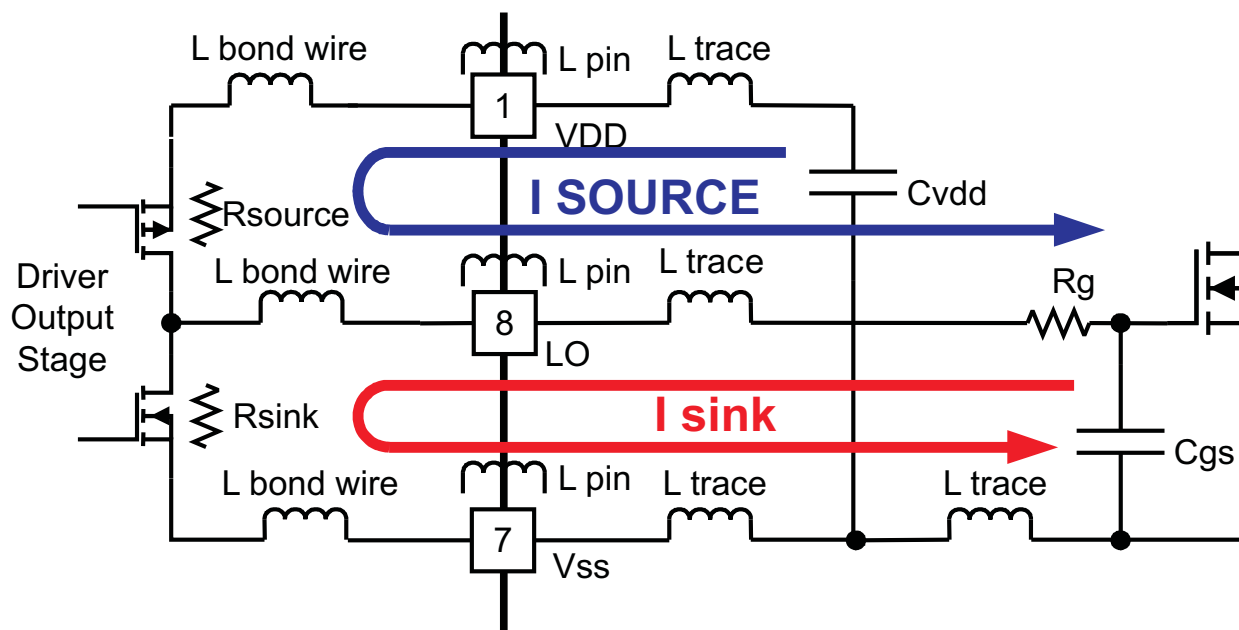 L bond wire
L pin
L trace
1
VDD
I SOURCE
Cvdd
Rsource
L bond wire
L pin
L trace
Rg
Driver
Output
Stage
8
LO
I sink
Rsink
Cgs
L bond wire
L pin
L trace
L trace
7
Vss